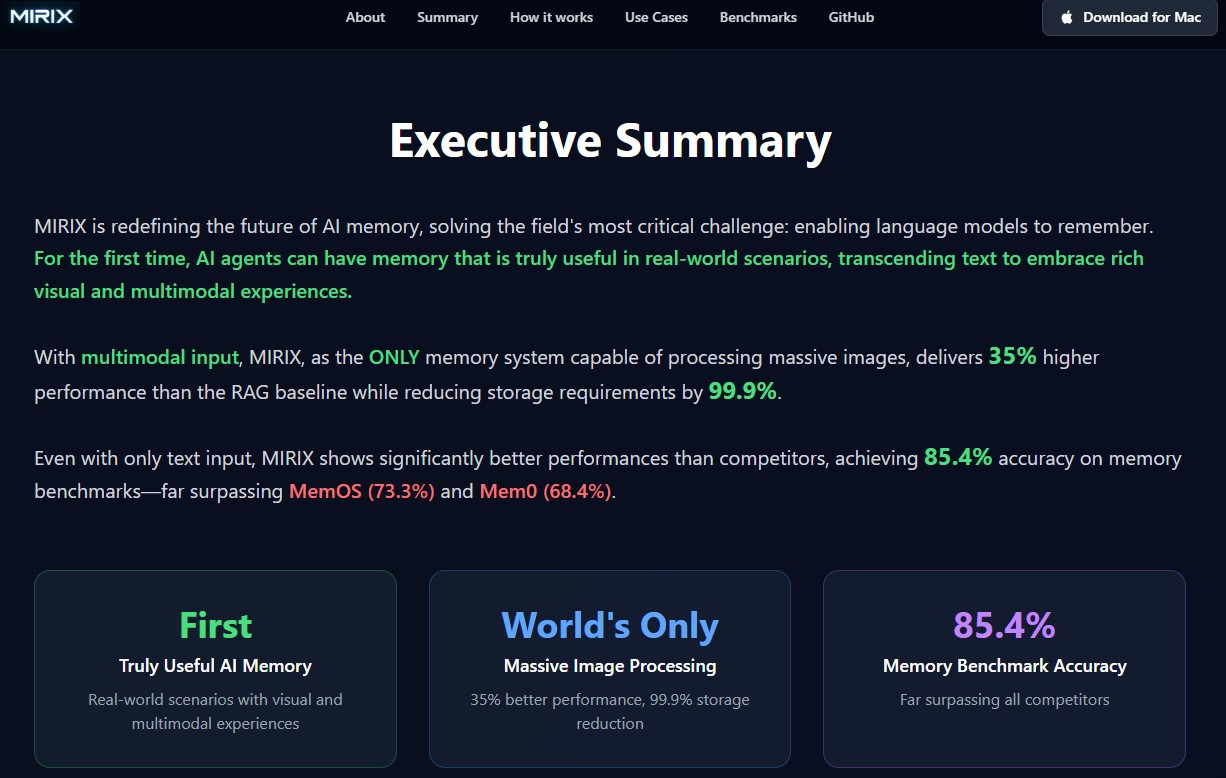 MIRIX
About
Summary
How it works
Use Cases
Benchmarks
GitHub
Download for Mac
Executive Summary
MIRIX is redefining the future of AI memory, solving the field's most critical challenge: enabling language models to remember.
For the first time, AI agents can have memory that is truly useful in real-world scenarios, transcending text to embrace rich
visual and multimodal experiences.
With multimodal input, MIRIX, as the ONLY memory system capable of processing massive images, delivers 35% higher
performance than the RAG baseline while reducing storage requirements by 99.9%.
Even with only text input, MIRIX shows significantly better performances than competitors, achieving 85.4% accuracy on memory
benchmarks—far surpassing MemOS (73.3%) and Mem0 (68.4%).
First
Truly Useful AI Memory
Real-world scenarios with visual and
multimodal experiences
World's Only
Massive Image Processing
35% better performance, 99.9% storage
reduction
85.4%
Memory Benchmark Accuracy
Far surpassing all competitors